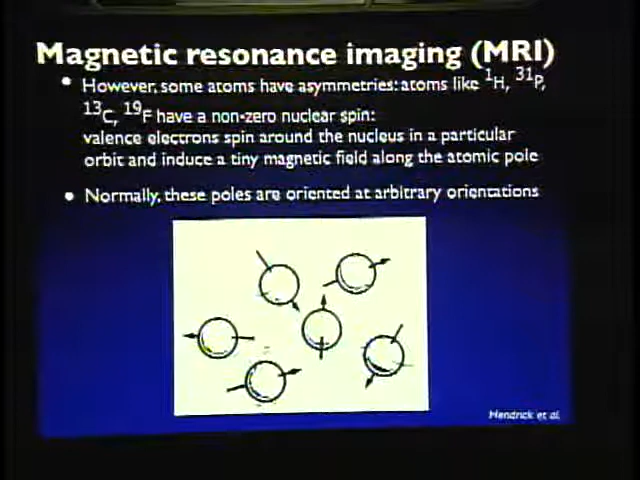 Magnetic resonance imaging (MRI)
• However, some atoms have asymmetries: atoms like ¹H, ³¹P,
¹³C, ¹⁹F have a non-zero nuclear spin:
valence electrons spin around the nucleus in a particular
orbit and induce a tiny magnetic field along the atomic pole
• Normally, these poles are oriented at arbitrary orientations
Hendrick et al.